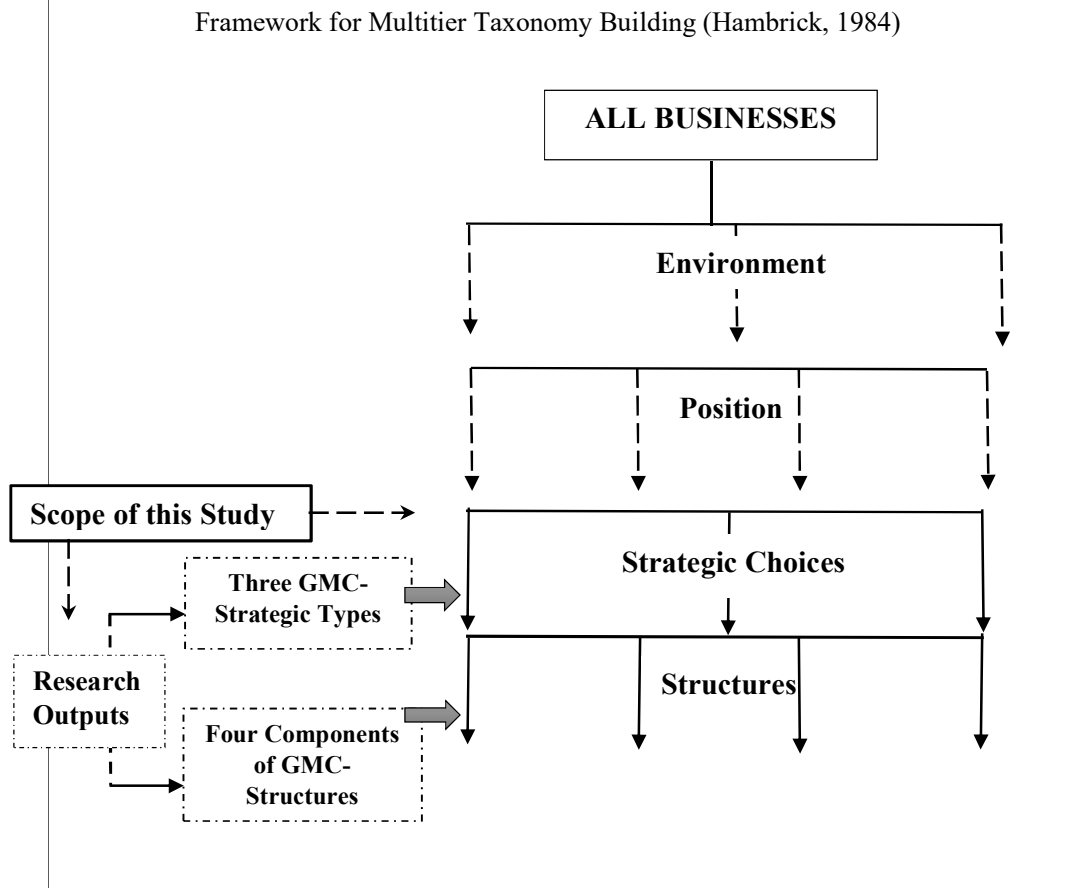 Framework for Multitier Taxonomy Building (Hambrick, 1984)
ALL BUSINESSES
Environment
Position
Scope of this Study
Strategic Choices
Three GMC-
Strategic Types
Research
Outputs
Structures
Four Components
of GMC-
Structures